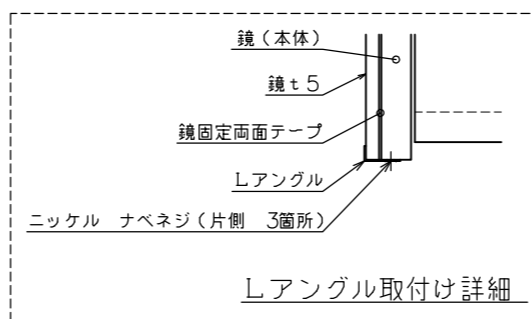 鏡(本体)
鏡t5
鏡固定両面テープ
Lアングル
ニッケル ナベネジ(片側 3箇所)
Lアングル取付け詳細